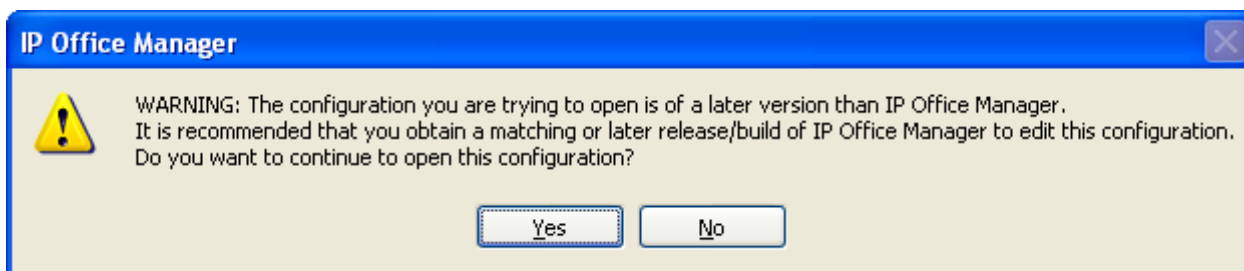 IP Office Manager
WARNING: The configuration you are trying to open is of a later version than IP Office Manager.
It is recommended that you obtain a matching or later release/build of IP Office Manager to edit this configuration.
Do you want to continue to open this configuration?
Yes No